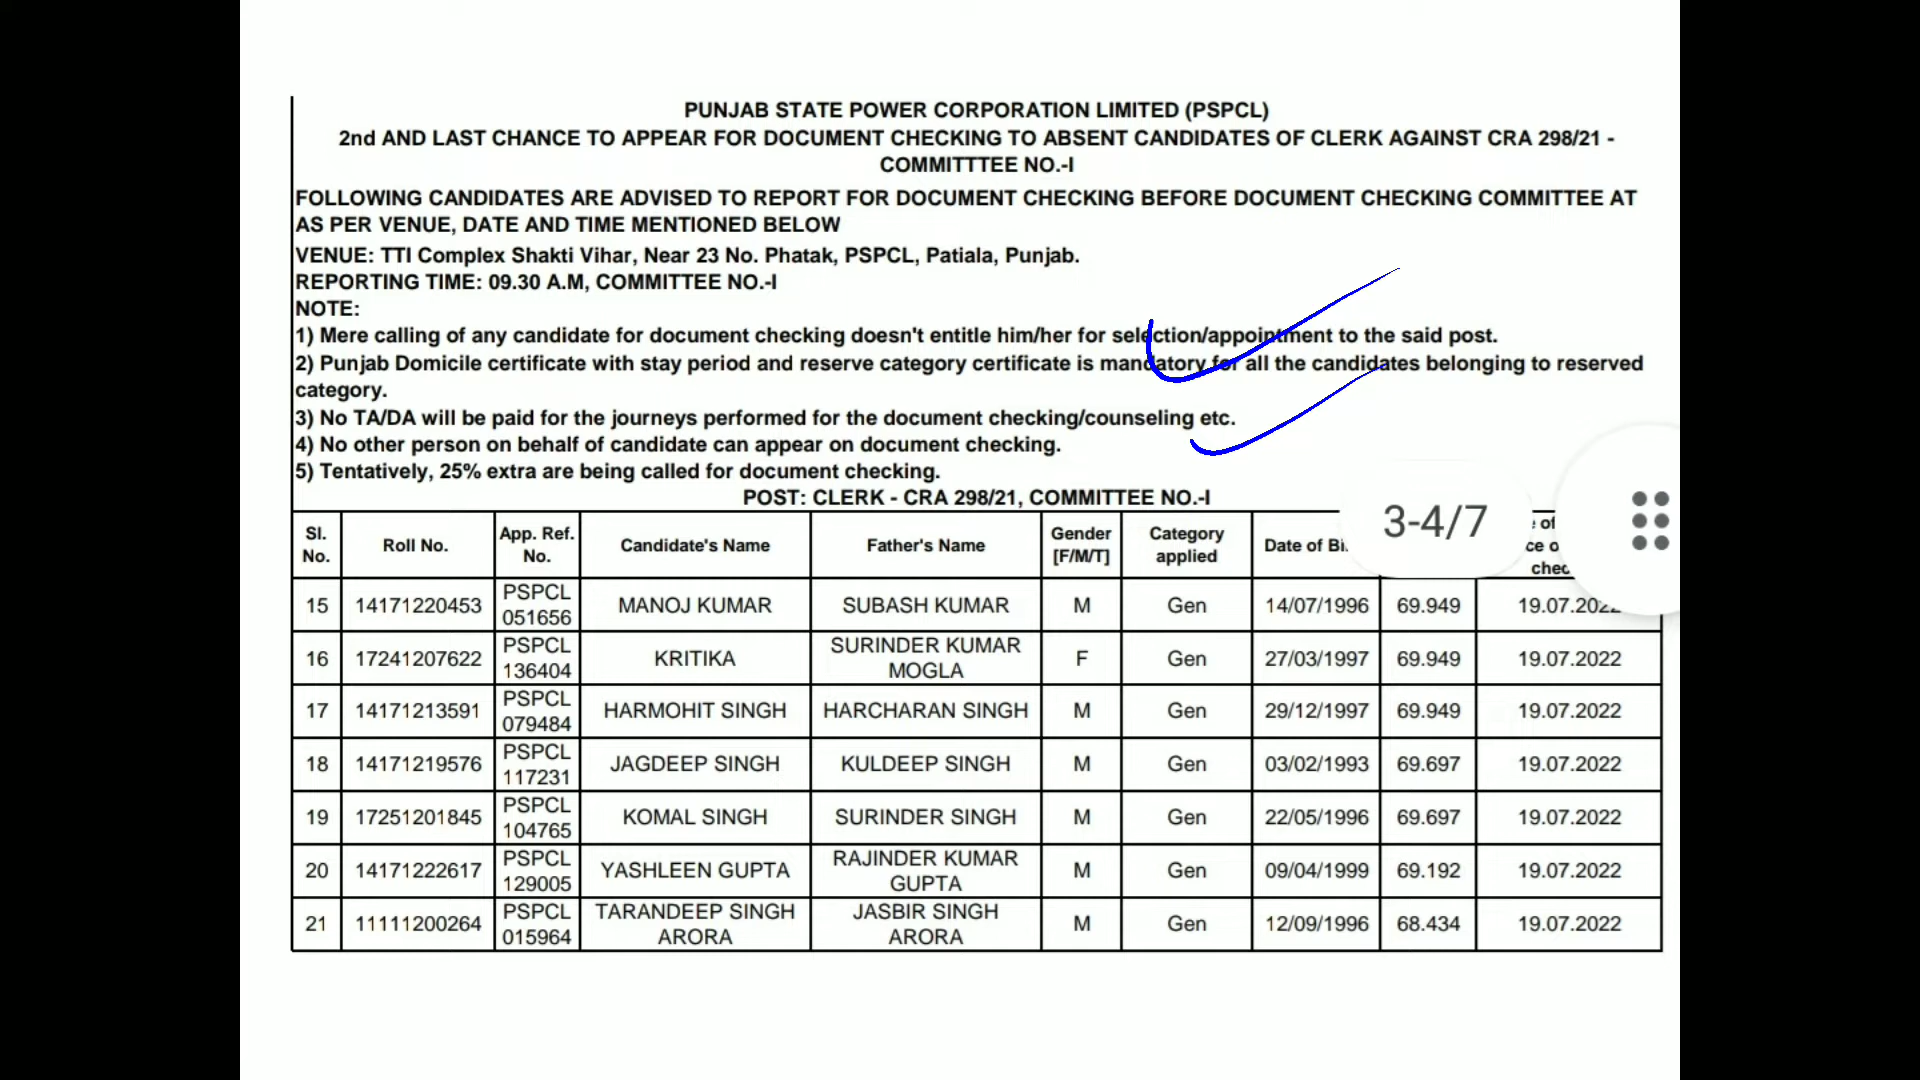 PUNJAB STATE POWER CORPORATION LIMITED (PSPCL)
2nd AND LAST CHANCE TO APPEAR FOR DOCUMENT CHECKING TO ABSENT CANDIDATES OF CLERK AGAINST CRA 298/21 -
COMMITTTEE NO.-I
FOLLOWING CANDIDATES ARE ADVISED TO REPORT FOR DOCUMENT CHECKING BEFORE DOCUMENT CHECKING COMMITTEE AT
AS PER VENUE, DATE AND TIME MENTIONED BELOW
VENUE: TTI Complex Shakti Vihar, Near 23 No. Phatak, PSPCL, Patiala, Punjab.
REPORTING TIME: 09.30 A.M, COMMITTEE NO.-I
NOTE:
1) Mere calling of any candidate for document checking doesn't entitle him/her for selection/appointment to the said post.
2) Punjab Domicile certificate with stay period and reserve category certificate is mandatory for all the candidates belonging to reserved
category.
3) No TA/DA will be paid for the journeys performed for the document checking/counseling etc.
4) No other person on behalf of candidate can appear on document checking.
5) Tentatively, 25% extra are being called for document checking.
POST: CLERK - CRA 298/21, COMMITTEE NO.-I
3-4/7
Sl. No. Roll No. App. Ref. No. Candidate's Name Father's Name Gender [F/M/T] Category applied Date of
15 14171220453 PSPCL 051656 MANOJ KUMAR SUBASH KUMAR M Gen 14/07/1996 69.949 19.07.2022
16 17241207622 PSPCL 136404 KRITIKA SURINDER KUMAR MOGLA F Gen 27/03/1997 69.949 19.07.2022
17 14171213591 PSPCL 079484 HARMOHIT SINGH HARCHARAN SINGH M Gen 29/12/1997 69.949 19.07.2022
18 14171219576 PSPCL 117231 JAGDEEP SINGH KULDEEP SINGH M Gen 03/02/1993 69.697 19.07.2022
19 17251201845 PSPCL 104765 KOMAL SINGH SURINDER SINGH M Gen 22/05/1996 69.697 19.07.2022
20 14171222617 PSPCL 129005 YASHLEEN GUPTA RAJINDER KUMAR GUPTA M Gen 09/04/1999 69.192 19.07.2022
21 11111200264 PSPCL 015964 TARANDEEP SINGH ARORA JASBIR SINGH ARORA M Gen 12/09/1996 68.434 19.07.2022